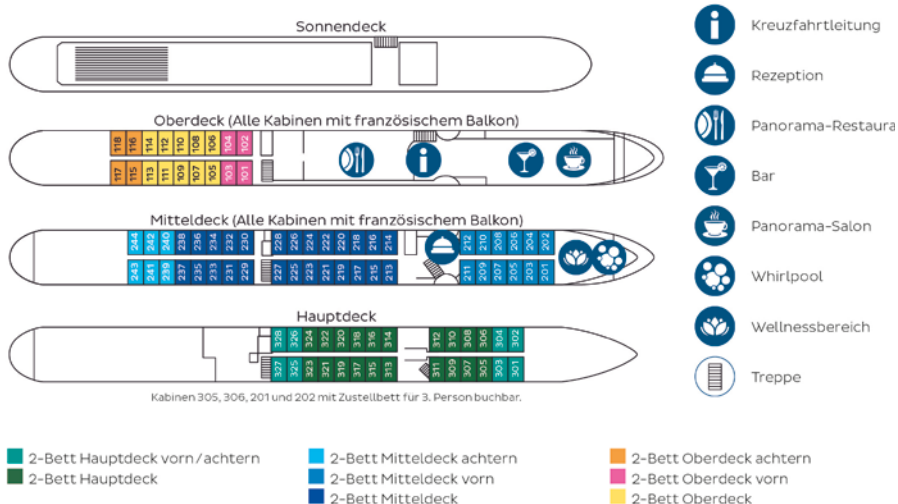 Sonnendeck
Oberdeck (Alle Kabinen mit französischem Balkon)
118 116 114 112 110 108 106 104 102
117 115 113 111 109 107 105 103 101
Mitteldeck (Alle Kabinen mit französischem Balkon)
244 242 240 238 236 234 232 230 228 226 224 222 220 218 216 214 212 210 208 206 204 202
243 241 239 237 235 233 231 229 227 225 223 221 219 217 215 213 211 209 207 205 203 201
Hauptdeck
328 326 324 322 320 318 316 314 312 310 308 306 304 302
327 325 323 321 319 317 315 313 311 309 307 305 303 301
Kabinen 305, 306, 201 und 202 mit Zustellbett für 3. Person buchbar.
Kreuzfahrtleitung
Rezeption
Panorama-Restaura
Bar
Panorama-Salon
Whirlpool
Wellnessbereich
Treppe
2-Bett Hauptdeck vorn/achtern
2-Bett Hauptdeck
2-Bett Mitteldeck achtern
2-Bett Mitteldeck vorn
2-Bett Mitteldeck
2-Bett Oberdeck achtern
2-Bett Oberdeck vorn
2-Bett Oberdeck